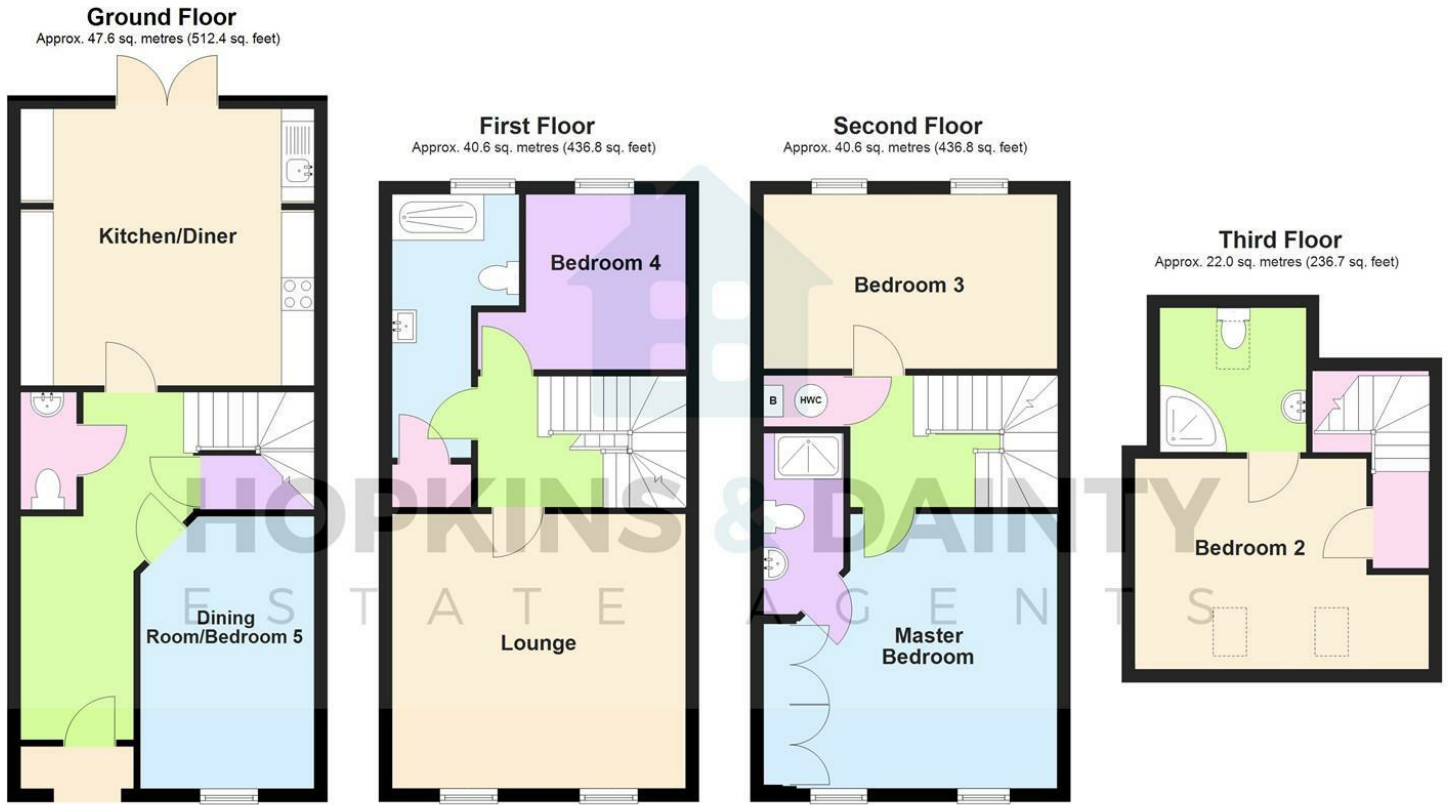 Ground Floor
Approx. 47.6 sq. metres (512.4 sq. feet)
Kitchen/Diner
Dining
Room/Bedroom 5
First Floor
Approx. 40.6 sq. metres (436.8 sq. feet)
Bedroom 4
Lounge
Second Floor
Approx. 40.6 sq. metres (436.8 sq. feet)
Bedroom 3
B
HWC
Master
Bedroom
Third Floor
Approx. 22.0 sq. metres (236.7 sq. feet)
Bedroom 2
HOPKINS & DAINTY
ESTATE AGENTS